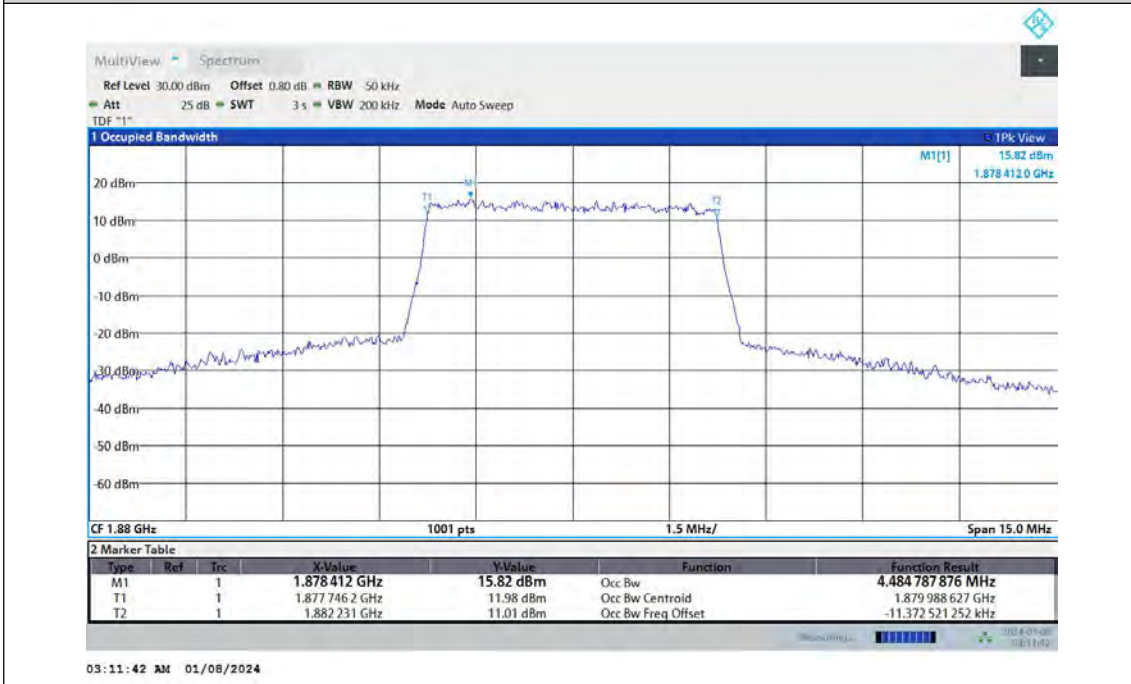 MultiView Spectrum
Ref Level 30.00 dBm Offset 0.80 dB RBW 50 kHz
Att 25 dB SWT 3 s VBW 200 kHz Mode Auto Sweep
TDF "1"
1 Occupied Bandwidth 1Pk View
M1[1] 15.82 dBm
1.878 412 0 GHz
20 dBm
M1
T1
T2
10 dBm
0 dBm
-10 dBm
-20 dBm
-30 dBm
-40 dBm
-50 dBm
-60 dBm
CF 1.88 GHz 1001 pts 1.5 MHz/ Span 15.0 MHz
2 Marker Table
Type Ref Trc X-Value Y-Value Function Function Result
M1 1 1.878 412 GHz 15.82 dBm Occ Bw 4.484 787 876 MHz
T1 1 1.877 746 2 GHz 11.98 dBm Occ Bw Centroid 1.879 988 627 GHz
T2 1 1.882 231 GHz 11.01 dBm Occ Bw Freq Offset -11.372 521 252 kHz
03:11:42 AM 01/08/2024